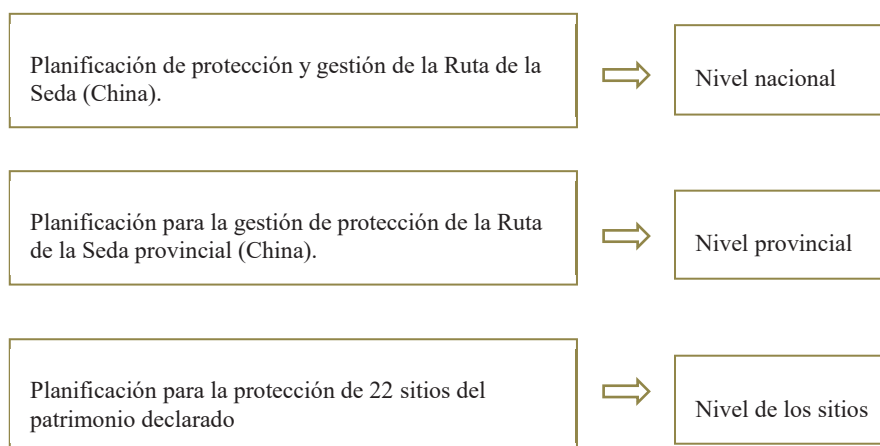 Planificación de protección y gestión de la Ruta de la
Seda (China).
Nivel nacional
Planificación para la gestión de protección de la Ruta
de la Seda provincial (China).
Nivel provincial
Planificación para la protección de 22 sitios del
patrimonio declarado
Nivel de los sitios